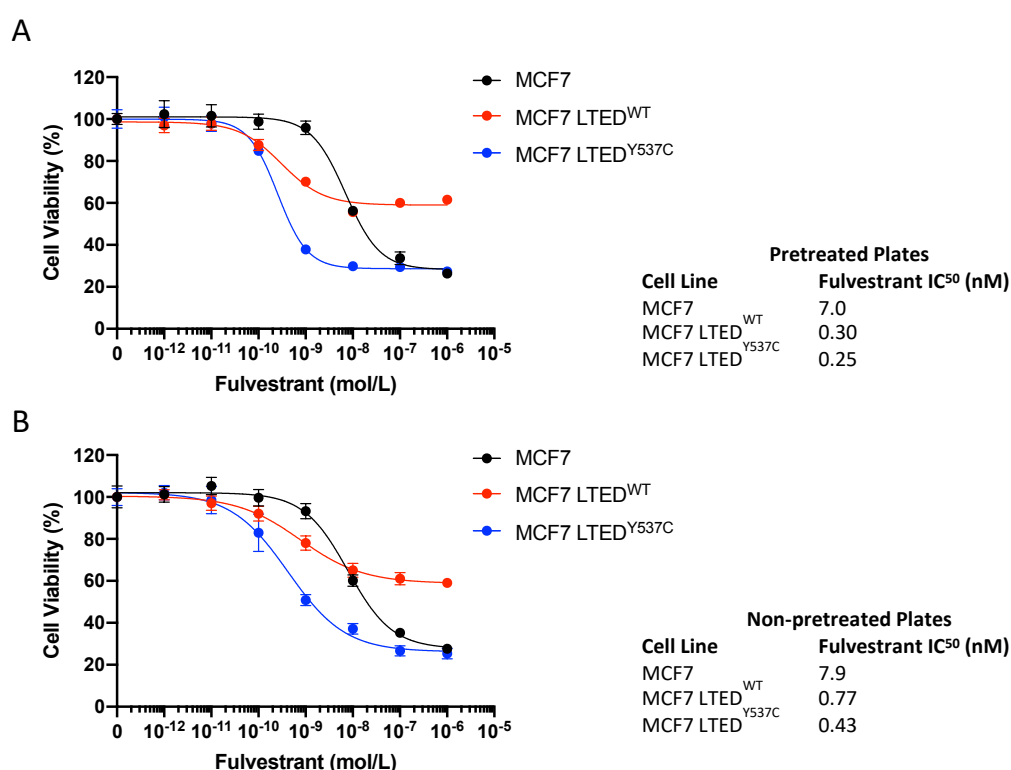 A
120
100
80
60
40
20
0
Cell Viability (%)
0 10-12 10-11 10-10 10-9 10-8 10-7 10-6 10-5
Fulvestrant (mol/L)
MCF7
MCF7 LTEDWT
MCF7 LTEDY537C
Pretreated Plates
Cell Line Fulvestrant IC50 (nM)
MCF7 7.0
MCF7 LTEDWT 0.30
MCF7 LTEDY537C 0.25
B
120
100
80
60
40
20
0
Cell Viability (%)
0 10-12 10-11 10-10 10-9 10-8 10-7 10-6 10-5
Fulvestrant (mol/L)
MCF7
MCF7 LTEDWT
MCF7 LTEDY537C
Non-pretreated Plates
Cell Line Fulvestrant IC50 (nM)
MCF7 7.9
MCF7 LTEDWT 0.77
MCF7 LTEDY537C 0.43